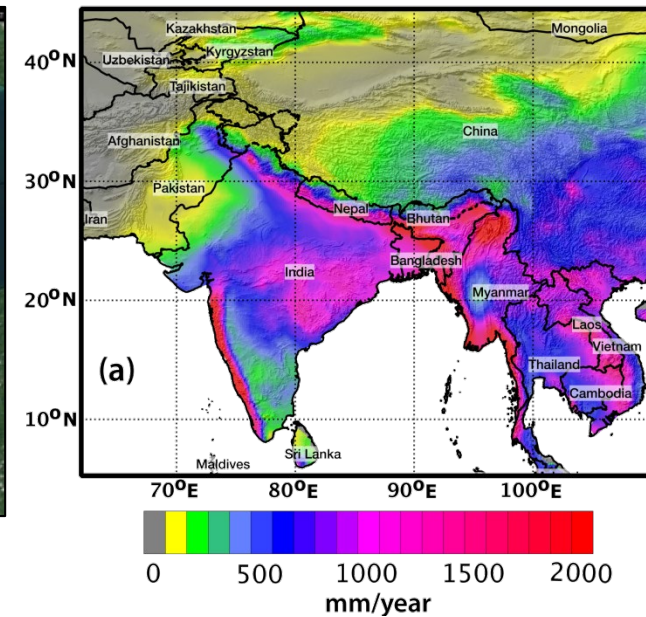 Kazakhstan
Mongolia
40°N
Uzbekistan
Kyrgyzstan
Tajikistan
China
Afghanistan
30°N
Pakistan
Nepal
Bhutan
Iran
Bangladesh
India
Myanmar
20°N
Laos
Vietnam
(a)
Thailand
Cambodia
10°N
Sri Lanka
Maldives
70°E 80°E 90°E 100°E
0 500 1000 1500 2000
mm/year